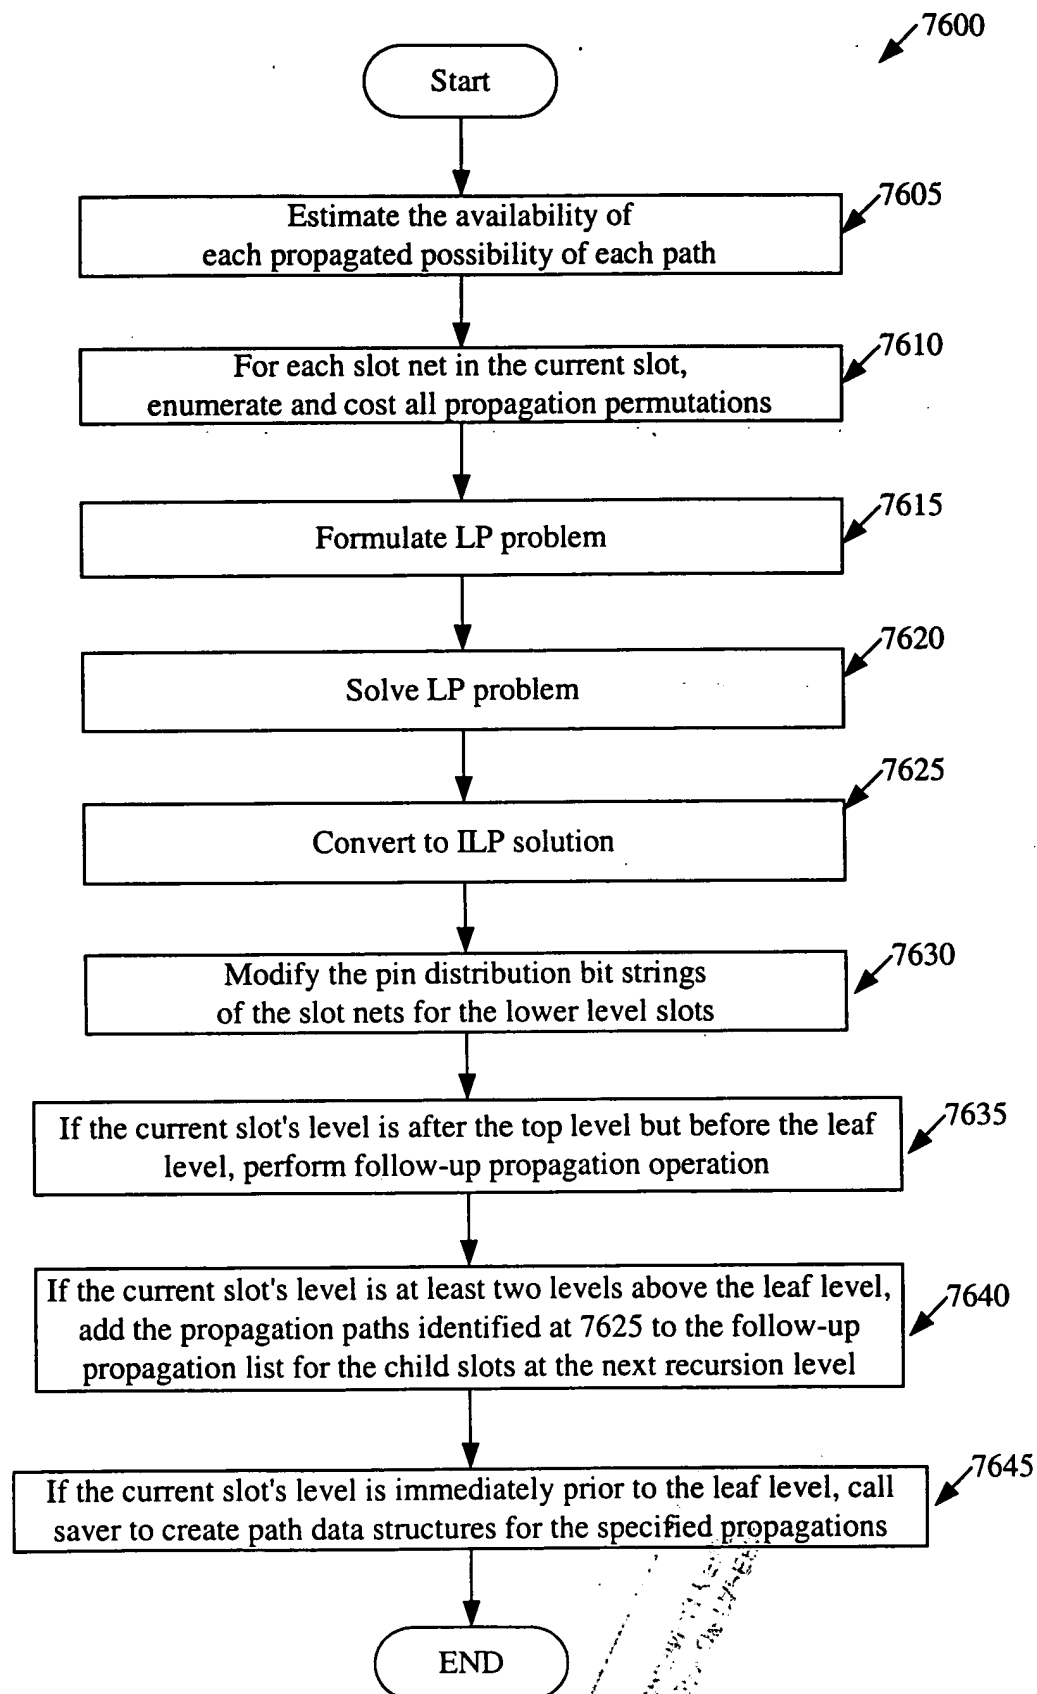 7600
Start
7605
Estimate the availability of
each propagated possibility of each path
7610
For each slot net in the current slot,
enumerate and cost all propagation permutations
7615
Formulate LP problem
7620
Solve LP problem
7625
Convert to ILP solution
7630
Modify the pin distribution bit strings
of the slot nets for the lower level slots
7635
If the current slot's level is after the top level but before the leaf
level, perform follow-up propagation operation
7640
If the current slot's level is at least two levels above the leaf level,
add the propagation paths identified at 7625 to the follow-up
propagation list for the child slots at the next recursion level
7645
If the current slot's level is immediately prior to the leaf level, call
saver to create path data structures for the specified propagations
END